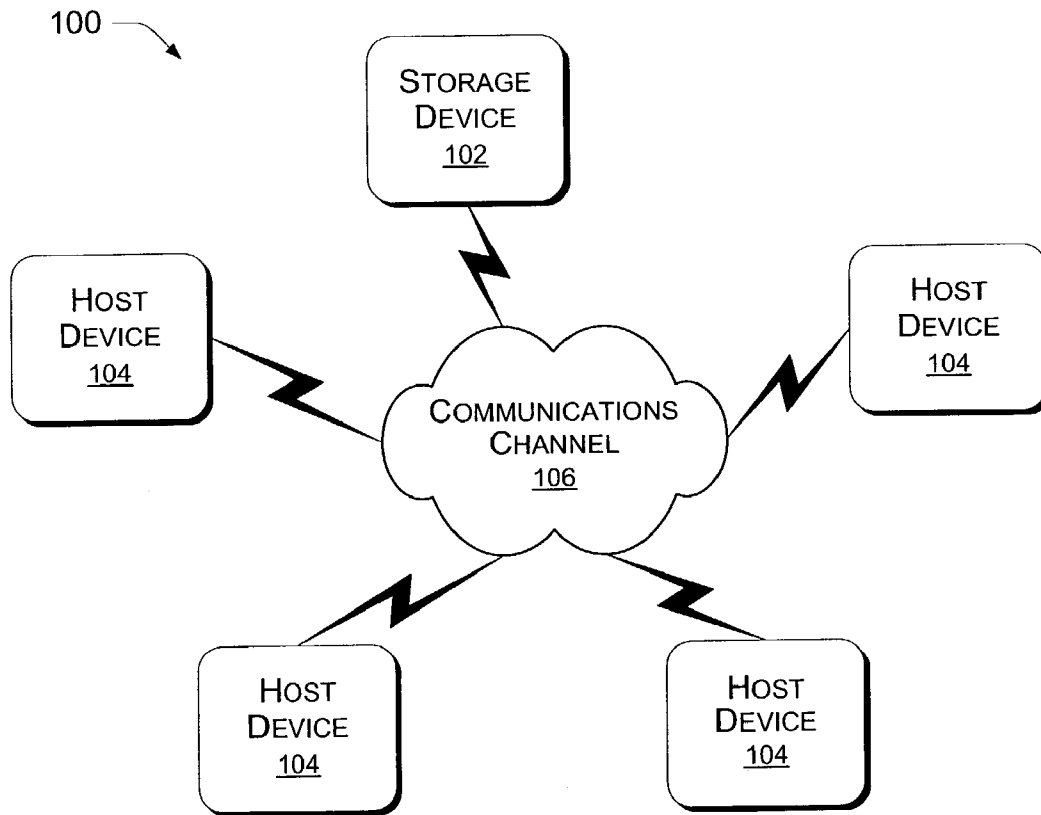 100
STORAGE
DEVICE
102
HOST
DEVICE
104
HOST
DEVICE
104
COMMUNICATIONS
CHANNEL
106
HOST
DEVICE
104
HOST
DEVICE
104